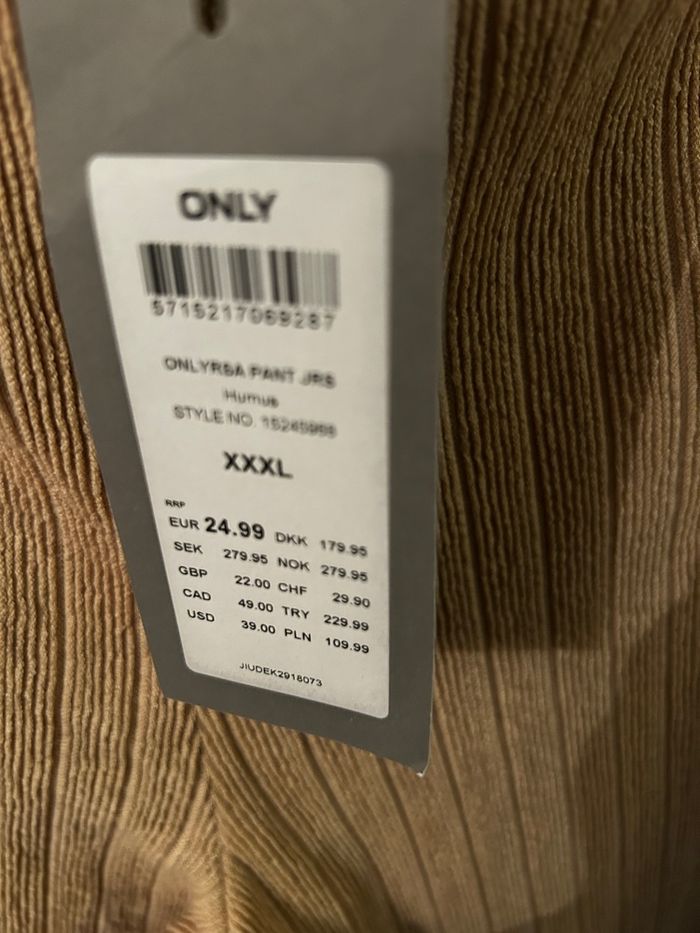 ONLY
5715217069287
ONLYRSA PANT JRS
Humus
STYLE NO.
XXXL
RRP
EUR 24.99 DKK 179.95
SEK 279.95 NOK 279.95
GBP 22.00 CHF 29.90
CAD 49.00 TRY 229.99
USD 39.00 PLN 109.99
JIUDEK2918073